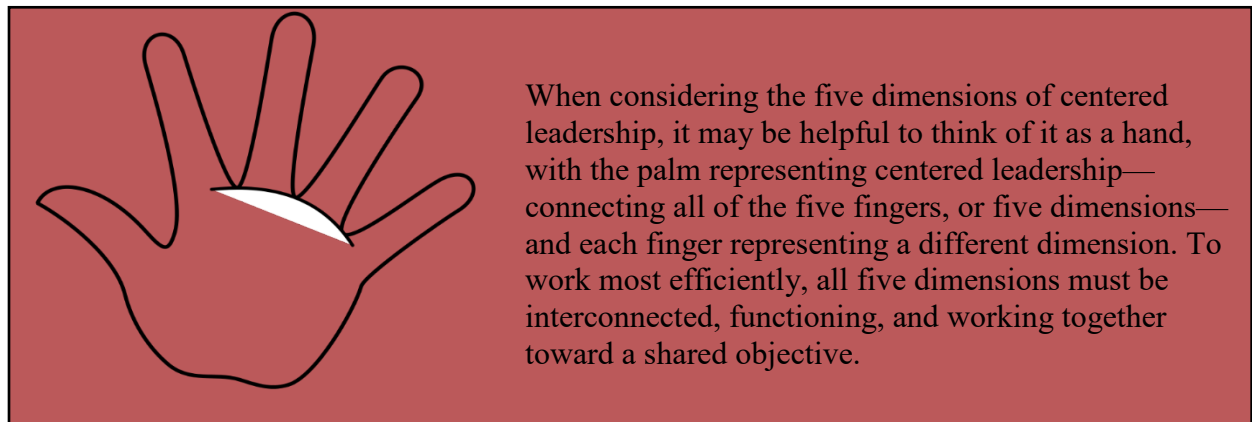 When considering the five dimensions of centered
leadership, it may be helpful to think of it as a hand,
with the palm representing centered leadership—
connecting all of the five fingers, or five dimensions—
and each finger representing a different dimension. To
work most efficiently, all five dimensions must be
interconnected, functioning, and working together
toward a shared objective.